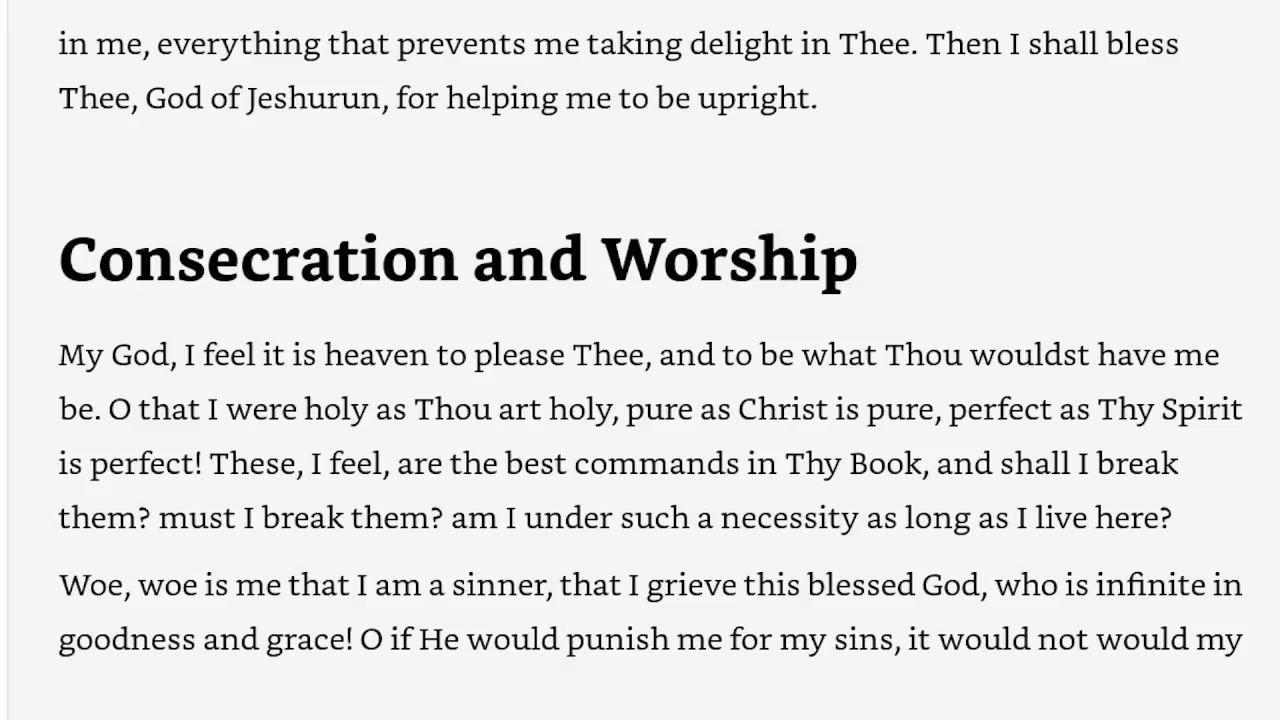 in me, everything that prevents me taking delight in Thee. Then I shall bless
Thee, God of Jeshurun, for helping me to be upright.
Consecration and Worship
My God, I feel it is heaven to please Thee, and to be what Thou wouldst have me
be. O that I were holy as Thou art holy, pure as Christ is pure, perfect as Thy Spirit
is perfect! These, I feel, are the best commands in Thy Book, and shall I break
them? must I break them? am I under such a necessity as long as I live here?
Woe, woe is me that I am a sinner, that I grieve this blessed God, who is infinite in
goodness and grace! O if He would punish me for my sins, it would not would my